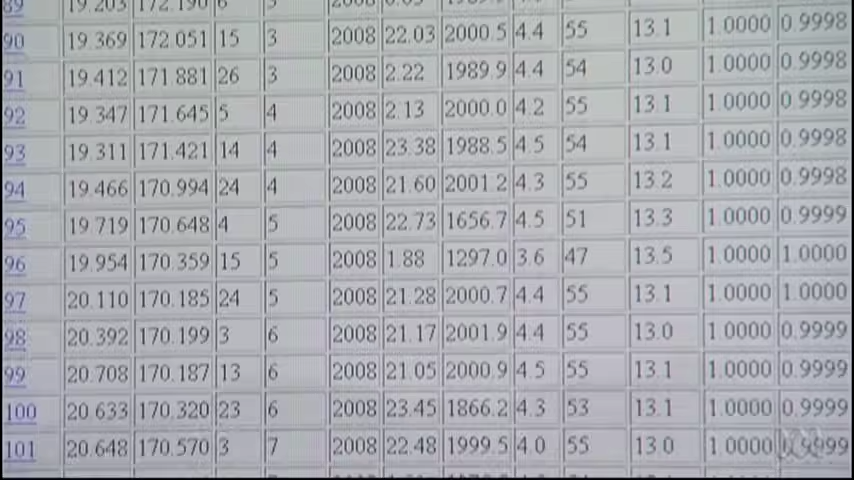 89 19.203 172.190 6 3 2008
90 19.369 172.051 15 3 2008 22.03 2000.5 4.4 55 13.1 1.0000 0.9998
91 19.412 171.881 26 3 2008 2.22 1989.9 4.4 54 13.0 1.0000 0.9998
92 19.347 171.645 5 4 2008 2.13 2000.0 4.2 55 13.1 1.0000 0.9998
93 19.311 171.421 14 4 2008 23.38 1988.5 4.5 54 13.1 1.0000 0.9998
94 19.466 170.994 24 4 2008 21.60 2001.2 4.3 55 13.2 1.0000 0.9998
95 19.719 170.648 4 5 2008 22.73 1656.7 4.5 51 13.3 1.0000 0.9999
96 19.954 170.359 15 5 2008 1.88 1297.0 3.6 47 13.5 1.0000 1.0000
97 20.110 170.185 24 5 2008 21.28 2000.7 4.4 55 13.1 1.0000 1.0000
98 20.392 170.199 3 6 2008 21.17 2001.9 4.4 55 13.0 1.0000 0.9999
99 20.708 170.187 13 6 2008 21.05 2000.9 4.5 55 13.1 1.0000 0.9999
100 20.633 170.320 23 6 2008 23.45 1866.2 4.3 53 13.1 1.0000 0.9999
101 20.648 170.570 3 7 2008 22.48 1999.5 4.0 55 13.0 1.0000 0.9999